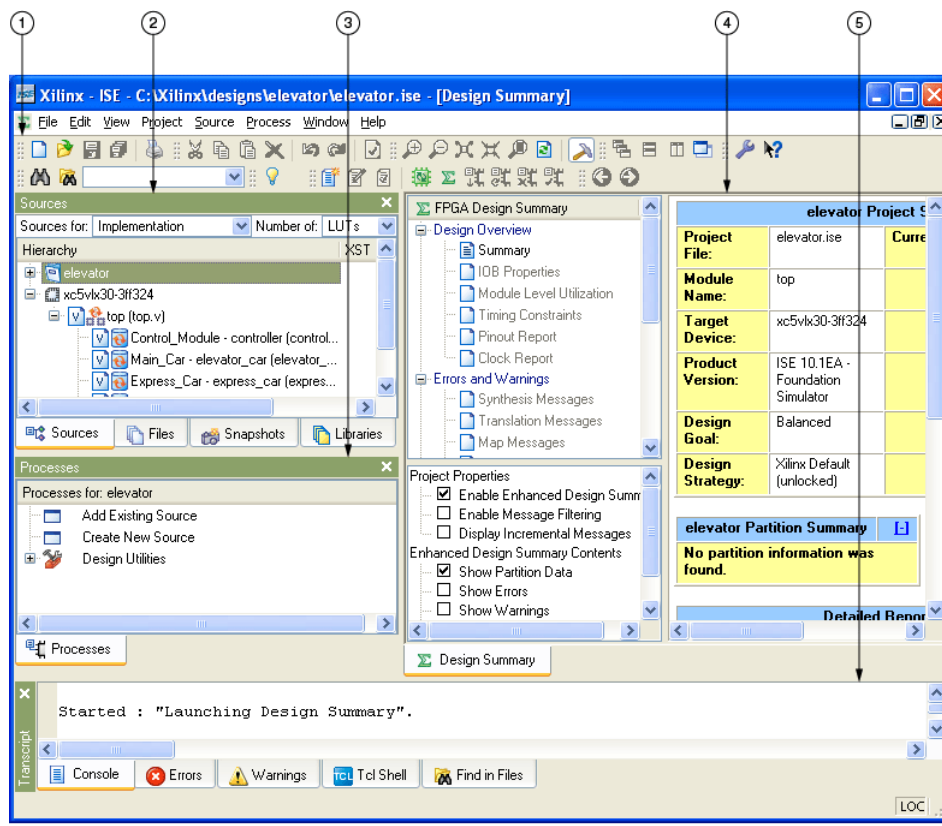 1 2 3 4 5
Xilinx - ISE - C:\Xilinx\designs\elevator\elevator.ise - [Design Summary]
File Edit View Project Source Process Window Help
Sources
Sources for: Implementation Number of: LUTs
Hierarchy XST
elevator
xc5vlx30-3ff324
top (top.v)
Control_Module - controller (control...
Main_Car - elevator_car (elevator_...
Express_Car - express_car (expres...
Sources Files Snapshots Libraries
Processes
Processes for: elevator
Add Existing Source
Create New Source
Design Utilities
Processes
FPGA Design Summary
Design Overview
Summary
IOB Properties
Module Level Utilization
Timing Constraints
Pinout Report
Clock Report
Errors and Warnings
Synthesis Messages
Translation Messages
Map Messages
Project Properties
Enable Enhanced Design Summ
Enable Message Filtering
Display Incremental Messages
Enhanced Design Summary Contents
Show Partition Data
Show Errors
Show Warnings
Design Summary
elevator Project S
Project File: elevator.ise Curre
Module Name: top
Target Device: xc5vlx30-3ff324
Product Version: ISE 10.1EA - Foundation Simulator
Design Goal: Balanced
Design Strategy: Xilinx Default (unlocked)
elevator Partition Summary [-]
No partition information was
found.
Detailed Repor
Transcript
Started : "Launching Design Summary".
Console Errors Warnings TCL Tcl Shell Find in Files
LOC